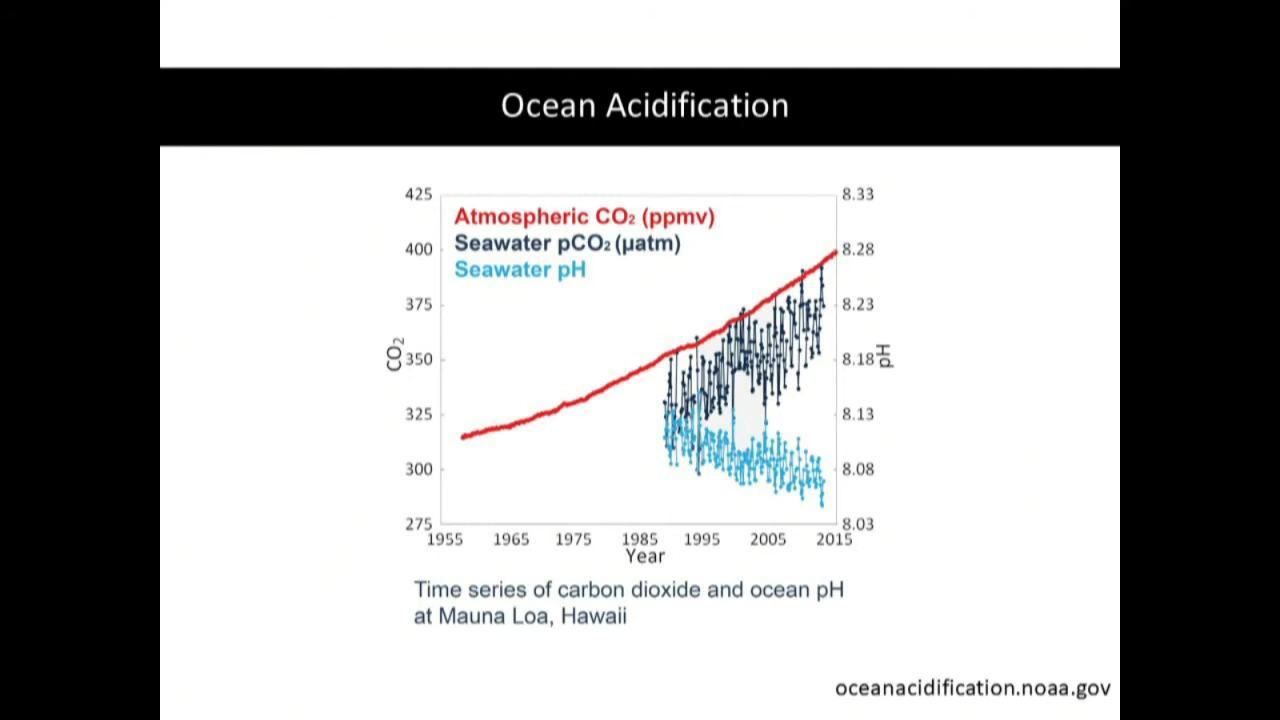 Ocean Acidification
Atmospheric CO₂ (ppmv)
Seawater pCO₂ (µatm)
Seawater pH
425
400
375
350
325
300
275
CO₂
8.33
8.28
8.23
8.18
8.13
8.08
8.03
pH
1955 1965 1975 1985 1995 2005 2015
Year
Time series of carbon dioxide and ocean pH
at Mauna Loa, Hawaii
oceanacidification.noaa.gov